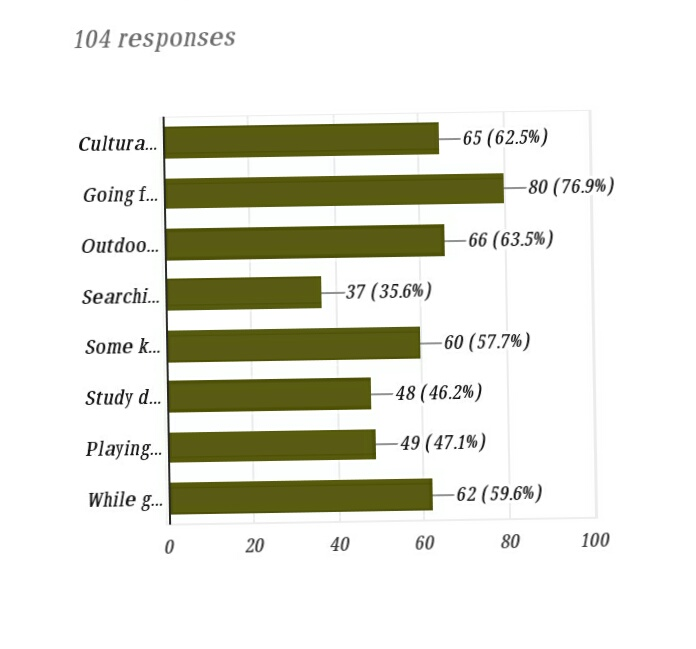 104 responses
Cultura... 65 (62.5%)
Going f... 80 (76.9%)
Outdoo... 66 (63.5%)
Searchi... 37 (35.6%)
Some k... 60 (57.7%)
Study d... 48 (46.2%)
Playing... 49 (47.1%)
While g... 62 (59.6%)
0 20 40 60 80 100